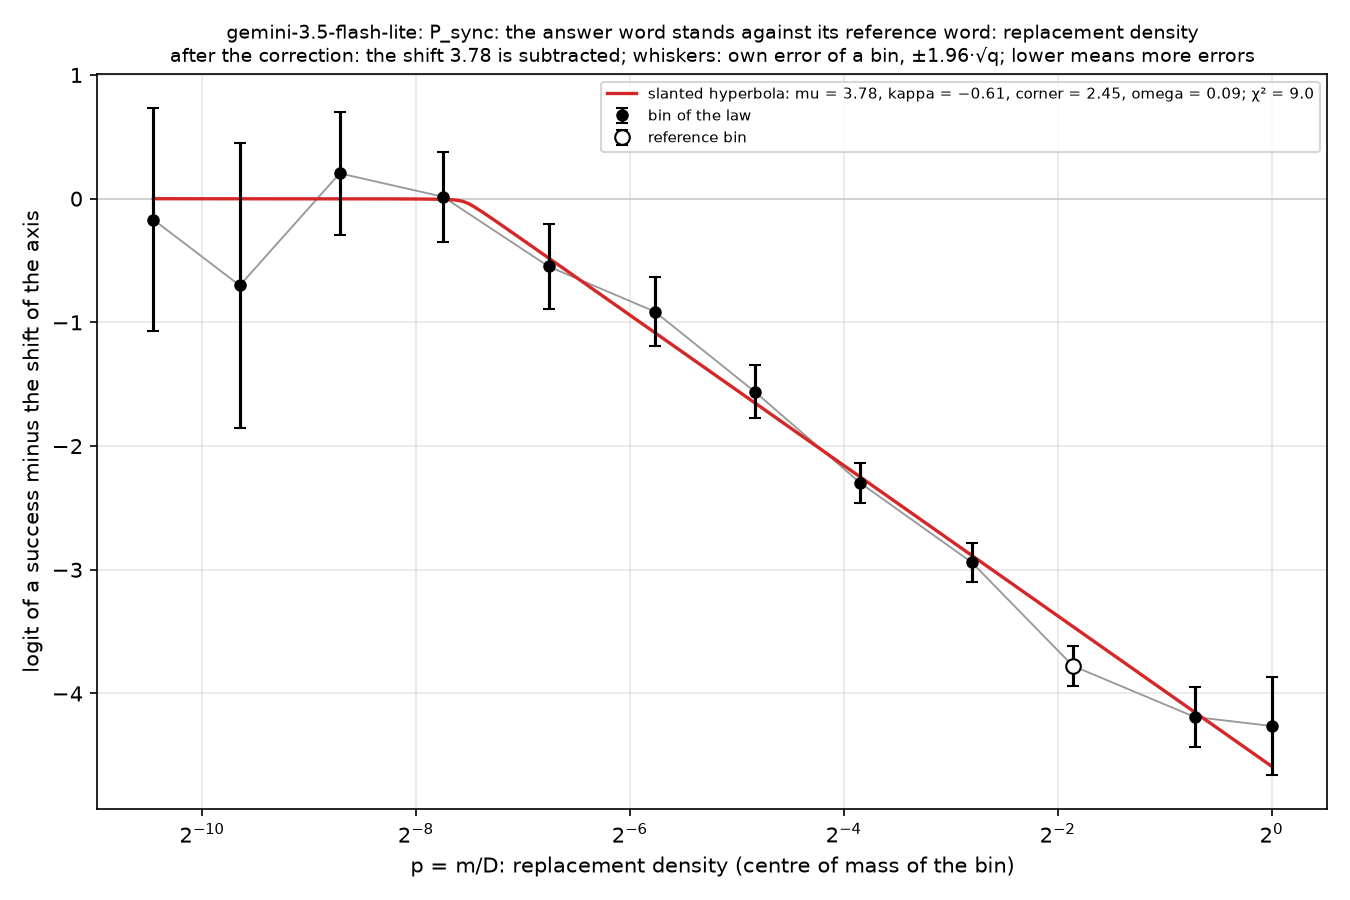 gemini-3.5-flash-lite: P_sync: the answer word stands against its reference word: replacement density
after the correction: the shift 3.78 is subtracted; whiskers: own error of a bin, ±1.96·√q; lower means more errors
slanted hyperbola: mu = 3.78, kappa = −0.61, corner = 2.45, omega = 0.09; χ² = 9.0
bin of the law
reference bin
logit of a success minus the shift of the axis
1
0
−1
−2
−3
−4
2⁻¹⁰
2⁻⁸
2⁻⁶
2⁻⁴
2⁻²
2⁰
p = m/D: replacement density (centre of mass of the bin)